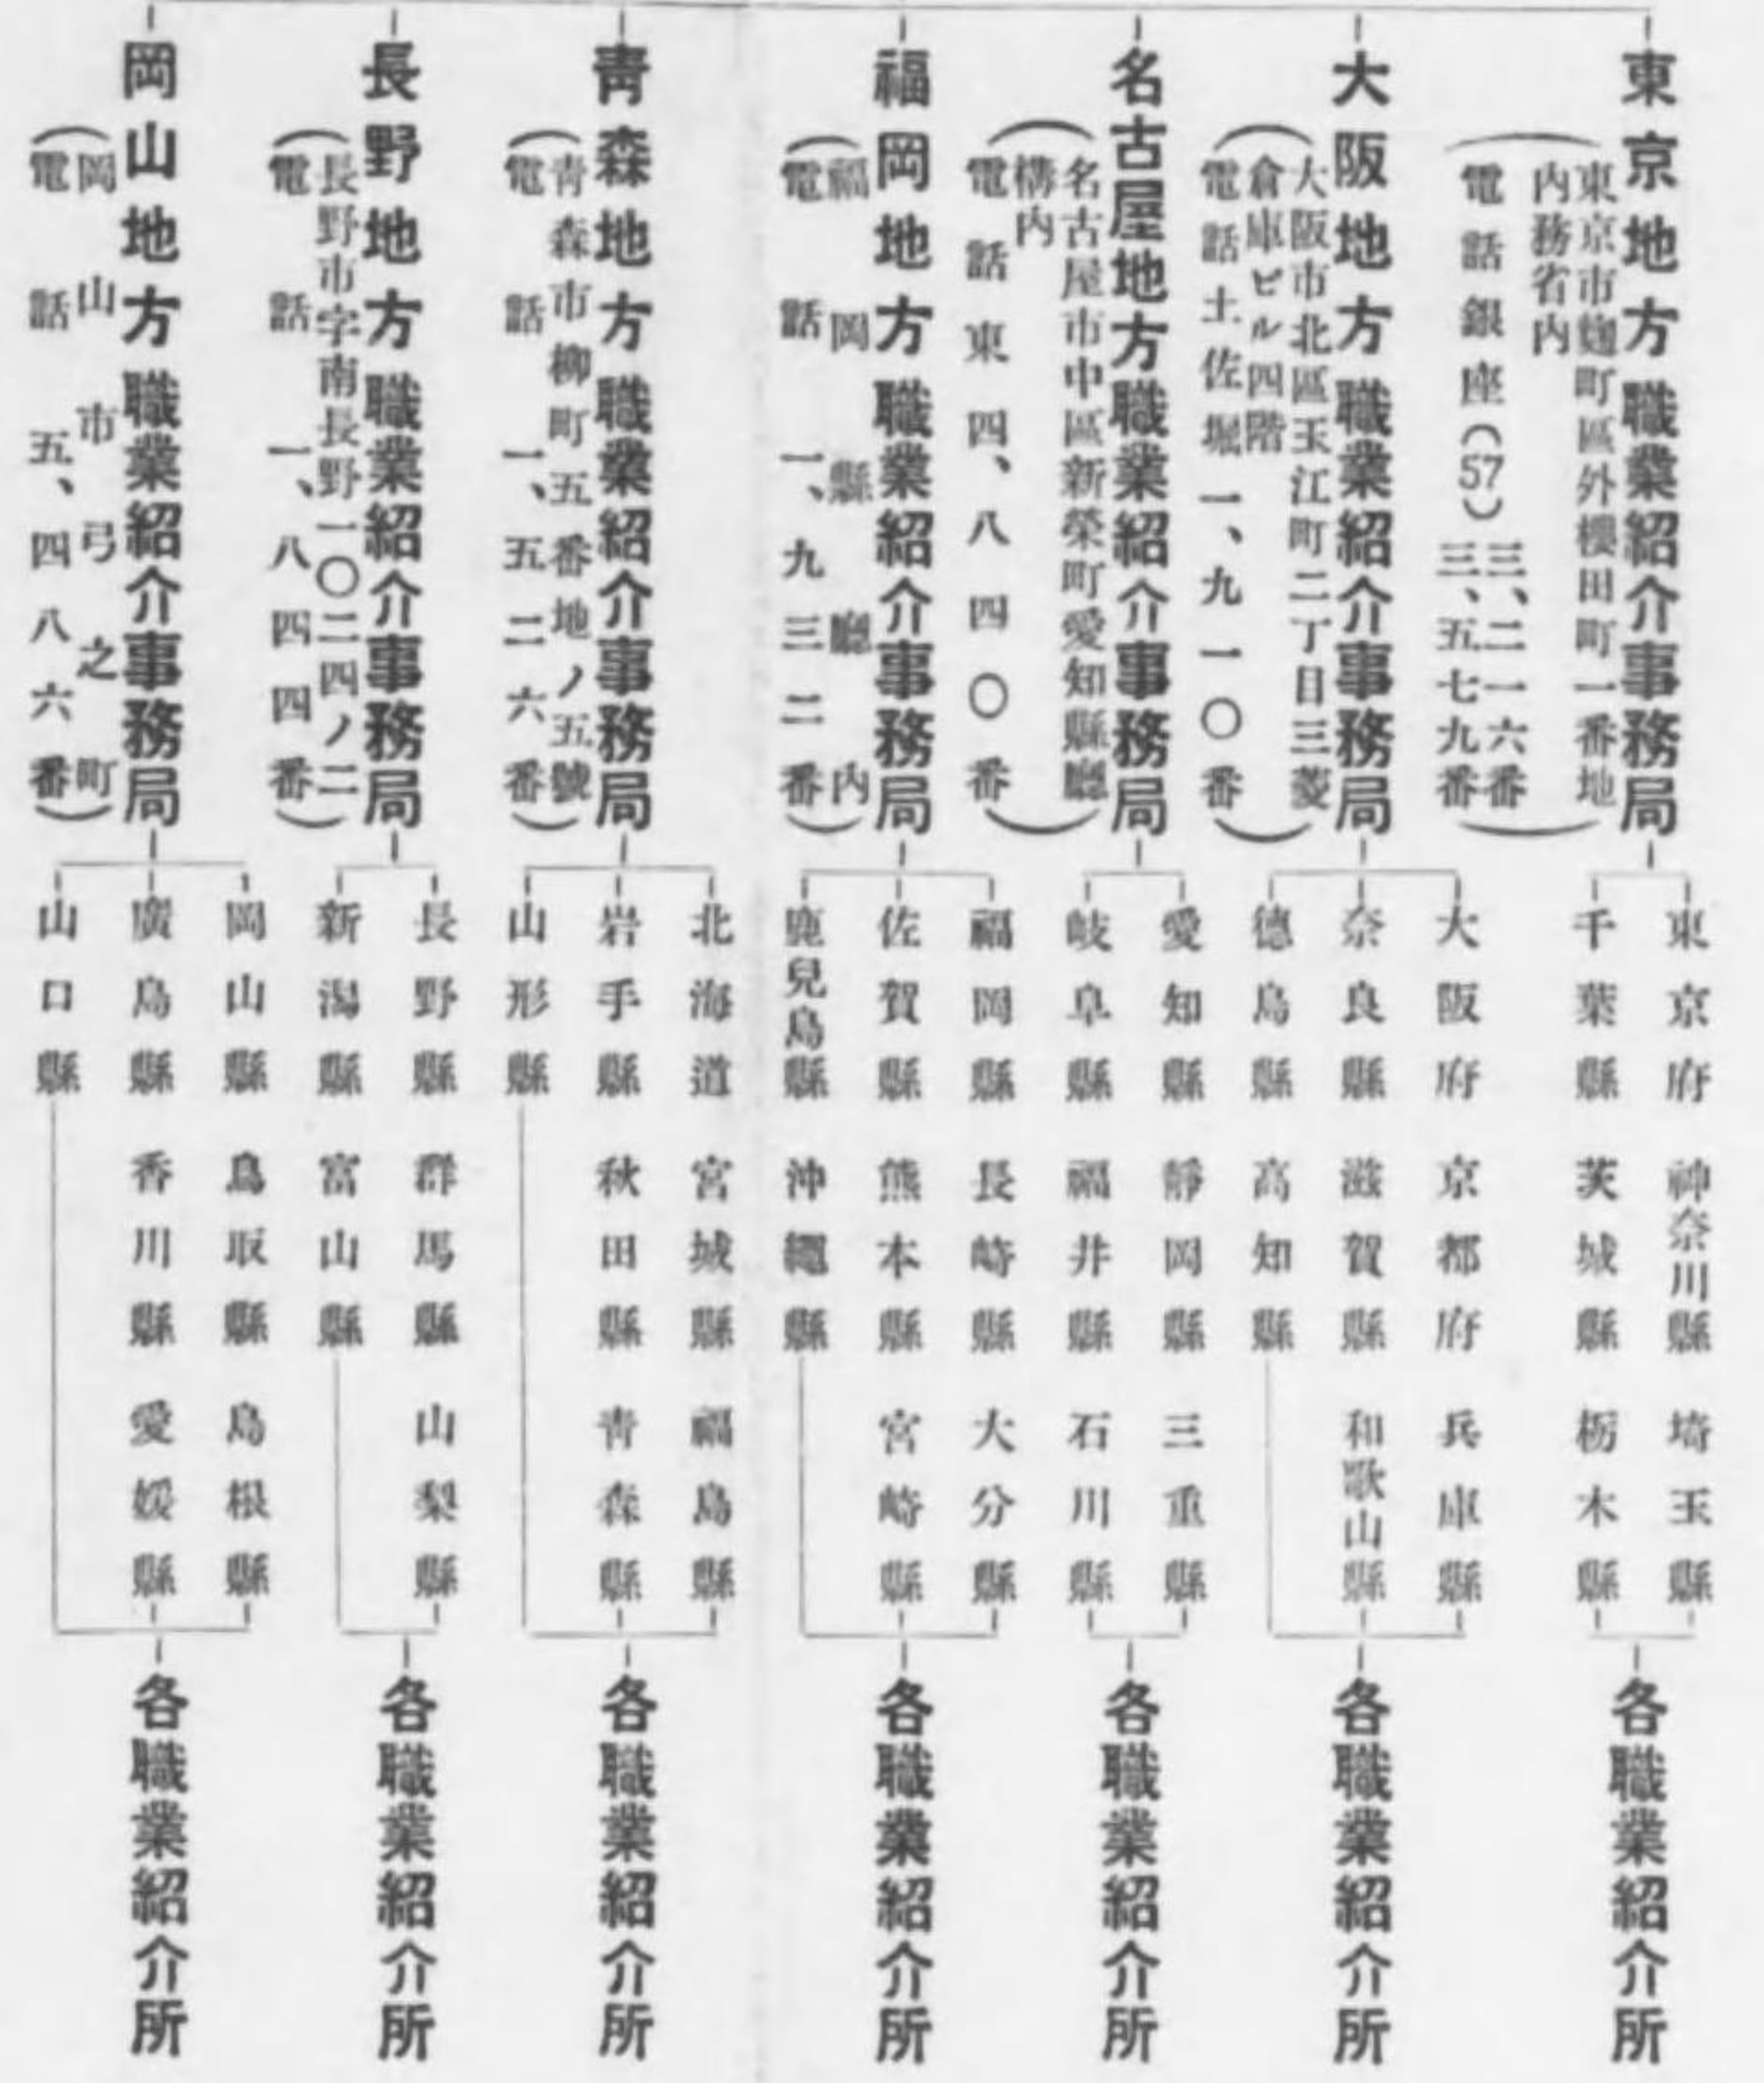 東京地方職業紹介事務局
（東京市麹町區外櫻田町一番地
内務省内
電話銀座（57）三、二一六番
三、五七九番）
東京府 神奈川縣 埼玉縣
千葉縣 茨城縣 栃木縣
各職業紹介所
大阪地方職業紹介事務局
（大阪市北區玉江町二丁目三菱
倉庫ビル四階
電話土佐堀一、九一〇番）
大阪府 京都府 兵庫縣
奈良縣 滋賀縣 和歌山縣
德島縣 高知縣
各職業紹介所
名古屋地方職業紹介事務局
（名古屋市中區新榮町愛知縣廳
構内
電話東四、八四〇番）
愛知縣 靜岡縣 三重縣
岐阜縣 福井縣 石川縣
各職業紹介所
福岡地方職業紹介事務局
（福岡縣廳内
電話一、九三二番）
福岡縣 長崎縣 大分縣
佐賀縣 熊本縣 宮崎縣
鹿兒島縣 沖繩縣
各職業紹介所
靑森地方職業紹介事務局
（靑森市柳町五番地ノ五號
電話一、五二六番）
北海道 宮城縣 福島縣
岩手縣 秋田縣 靑森縣
山形縣
各職業紹介所
長野地方職業紹介事務局
（長野市字南長野一〇二四ノ二
電話一、八四四番）
長野縣 群馬縣 山梨縣
新潟縣 富山縣
各職業紹介所
岡山地方職業紹介事務局
（岡山市弓之町
電話五、四八六番）
岡山縣 鳥取縣 島根縣
廣島縣 香川縣 愛媛縣
山口縣
各職業紹介所